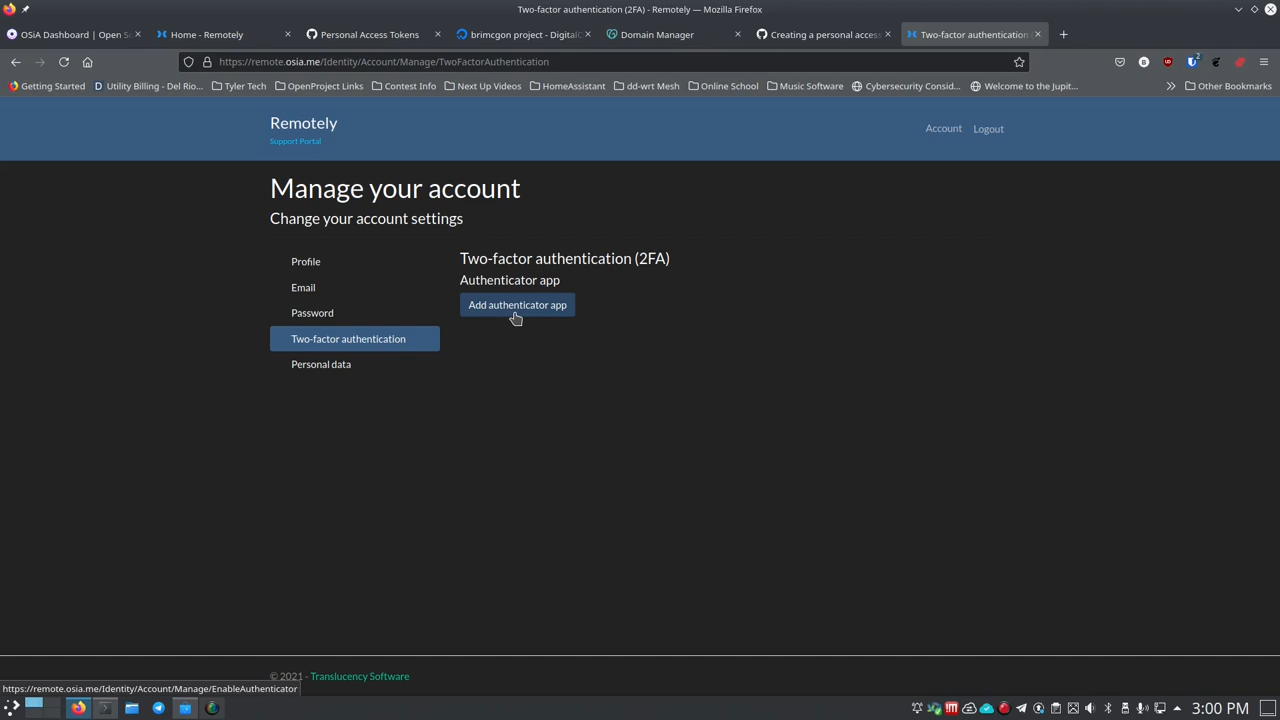 Two-factor authentication (2FA) - Remotely — Mozilla Firefox
OSiA Dashboard | Open S
Home - Remotely
Personal Access Tokens
brimcgon project - DigitalO
Domain Manager
Creating a personal access
Two-factor authentication
https://remote.osia.me/Identity/Account/Manage/TwoFactorAuthentication
2
Getting Started
Utility Billing - Del Rio...
Tyler Tech
OpenProject Links
Contest Info
Next Up Videos
HomeAssistant
dd-wrt Mesh
Online School
Music Software
Cybersecurity Consid...
Welcome to the Jupit...
Other Bookmarks
Remotely
Support Portal
Account
Logout
Manage your account
Change your account settings
Profile
Email
Password
Two-factor authentication
Personal data
Two-factor authentication (2FA)
Authenticator app
Add authenticator app
© 2021 - Translucency Software
https://remote.osia.me/Identity/Account/Manage/EnableAuthenticator
3:00 PM